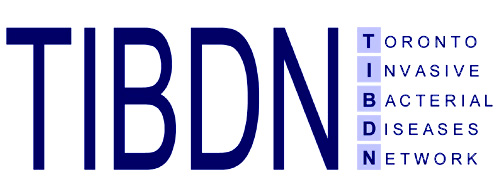 TIBDN
TORONTO
INVASIVE
BACTERIAL
DISEASES
NETWORK